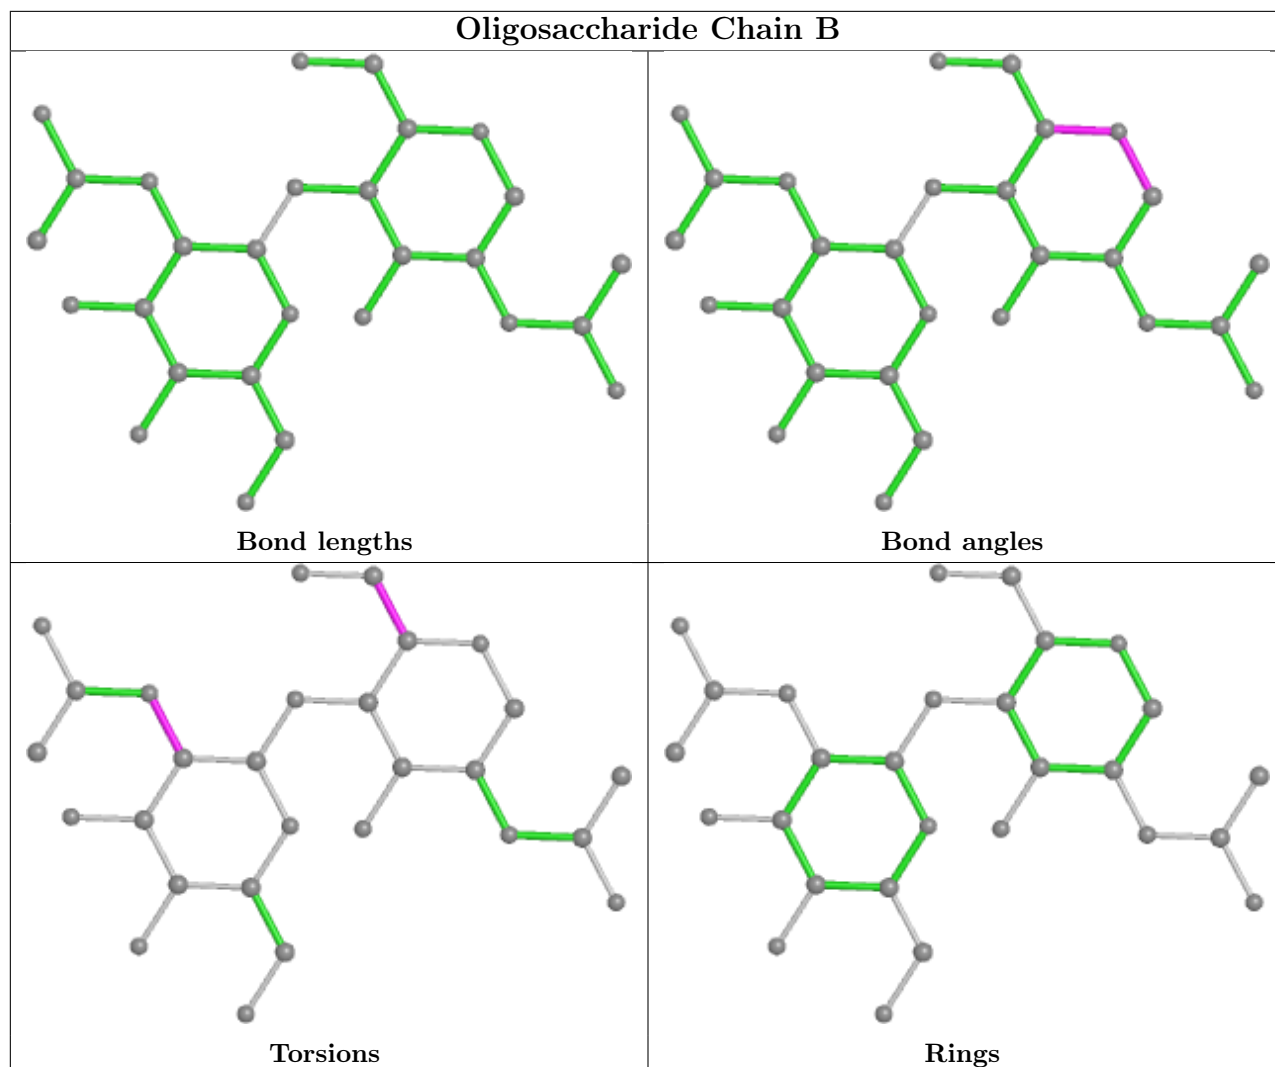 Oligosaccharide Chain B
Bond lengths
Bond angles
Torsions
Rings